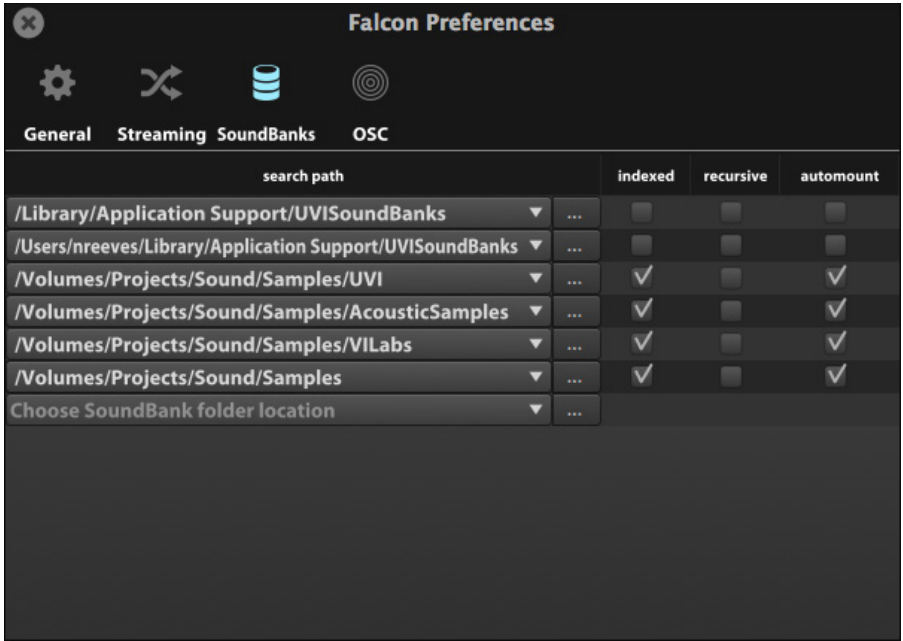 Falcon Preferences
General Streaming SoundBanks OSC
search path indexed recursive automount
/Library/Application Support/UVISoundBanks ...
/Users/nreeves/Library/Application Support/UVISoundBanks ...
/Volumes/Projects/Sound/Samples/UVI ...
/Volumes/Projects/Sound/Samples/AcousticSamples ...
/Volumes/Projects/Sound/Samples/VILabs ...
/Volumes/Projects/Sound/Samples ...
Choose SoundBank folder location ...